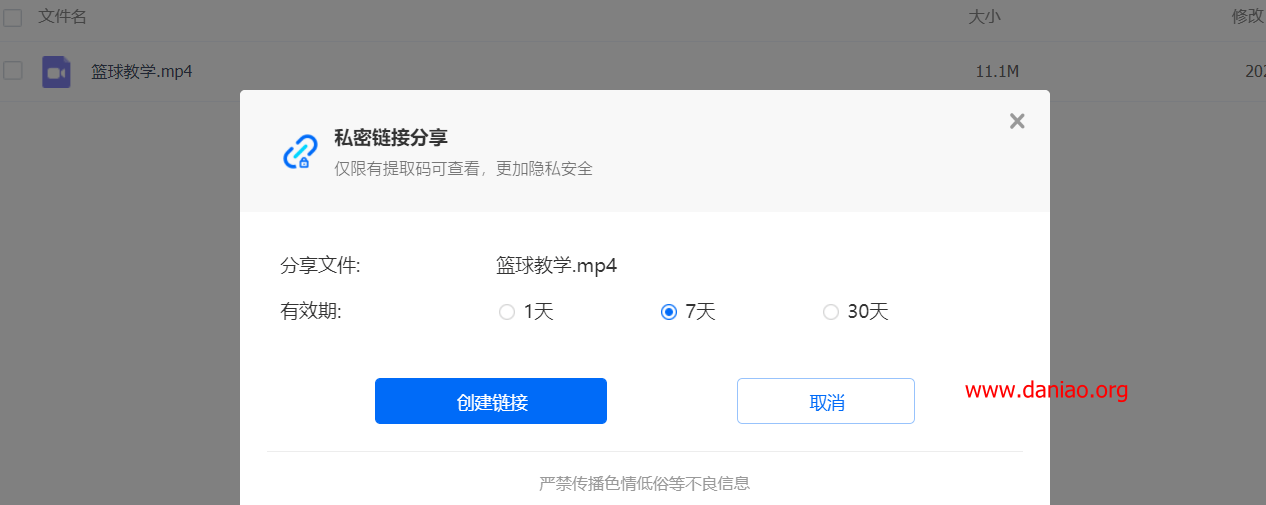 文件名 大小 修改
篮球教学.mp4 11.1M 202
私密链接分享
仅限有提取码可查看，更加隐私安全
分享文件: 篮球教学.mp4
有效期: 1天 7天 30天
创建链接 取消
www.daniao.org
严禁传播色情低俗等不良信息